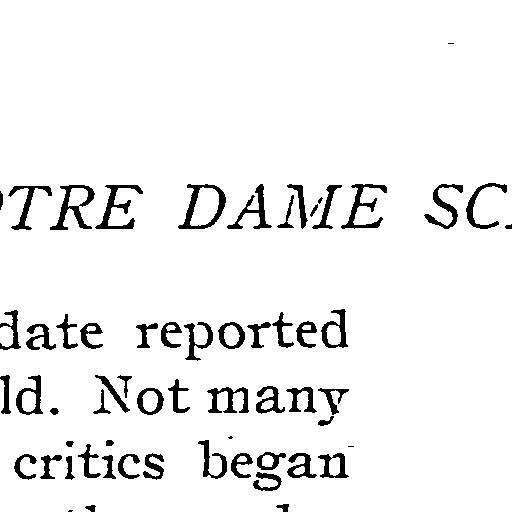 OTRE DAME SC
date reported
ld. Not many
critics began